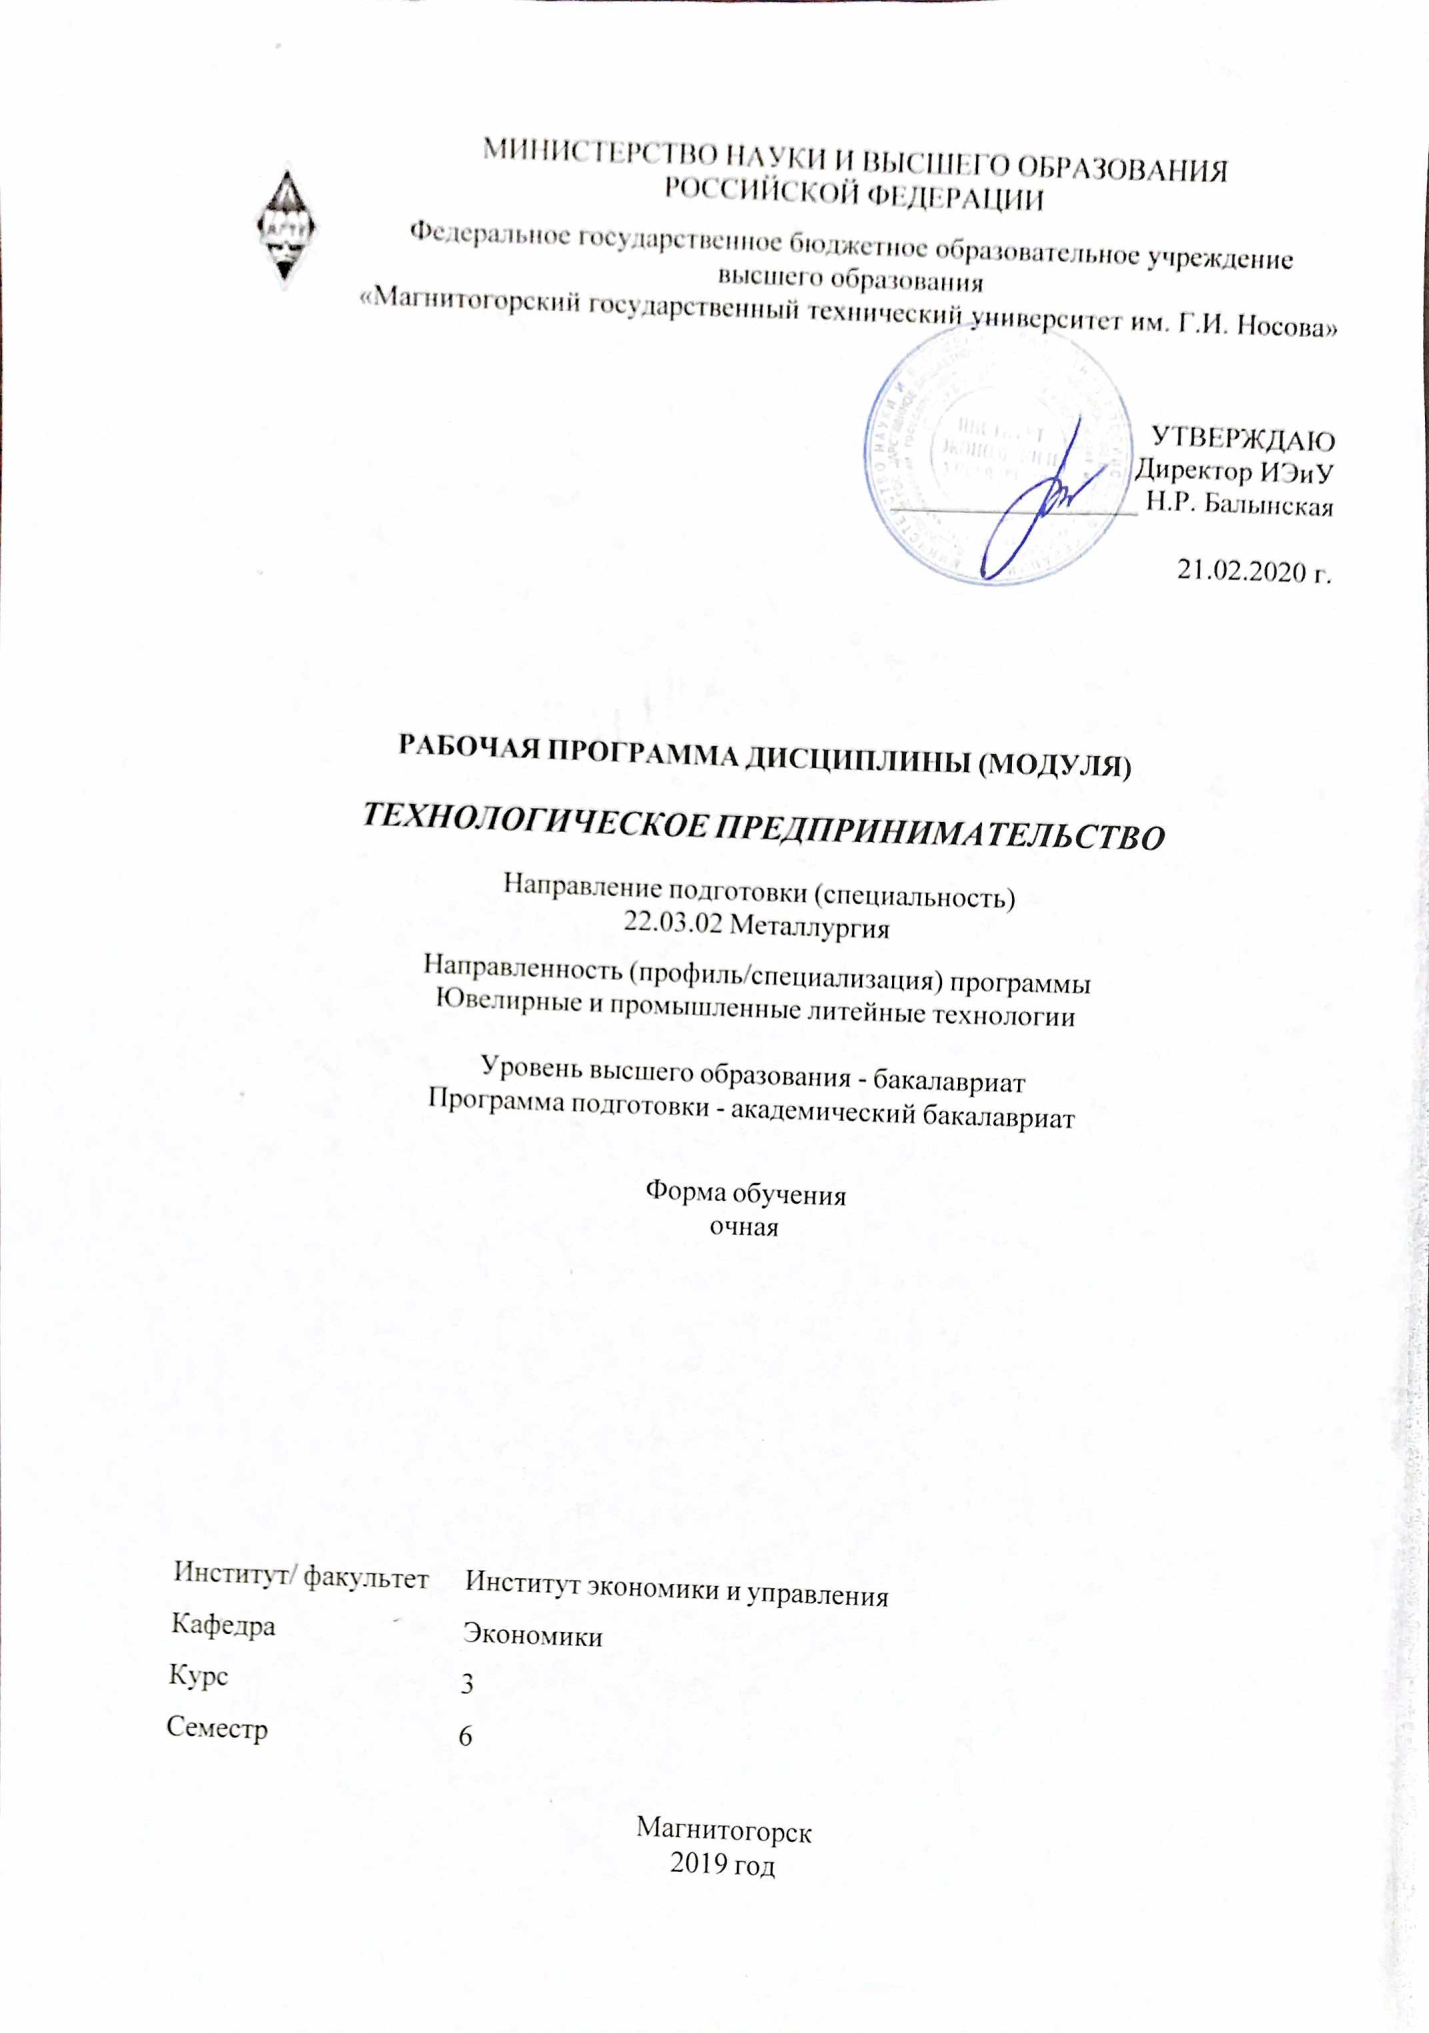 МИНИСТЕРСТВО НАУКИ И ВЫСШЕГО ОБРАЗОВАНИЯ
РОССИЙСКОЙ ФЕДЕРАЦИИ
Федеральное государственное бюджетное образовательное учреждение
высшего образования
«Магнитогорский государственный технический университет им. Г.И. Носова»
УТВЕРЖДАЮ
Директор ИЭиУ
Н.Р. Балынская
21.02.2020 г.
РАБОЧАЯ ПРОГРАММА ДИСЦИПЛИНЫ (МОДУЛЯ)
ТЕХНОЛОГИЧЕСКОЕ ПРЕДПРИНИМАТЕЛЬСТВО
Направление подготовки (специальность)
22.03.02 Металлургия
Направленность (профиль/специализация) программы
Ювелирные и промышленные литейные технологии
Уровень высшего образования - бакалавриат
Программа подготовки - академический бакалавриат
Форма обучения
очная
Институт/ факультет Институт экономики и управления
Кафедра Экономики
Курс 3
Семестр 6
Магнитогорск
2019 год